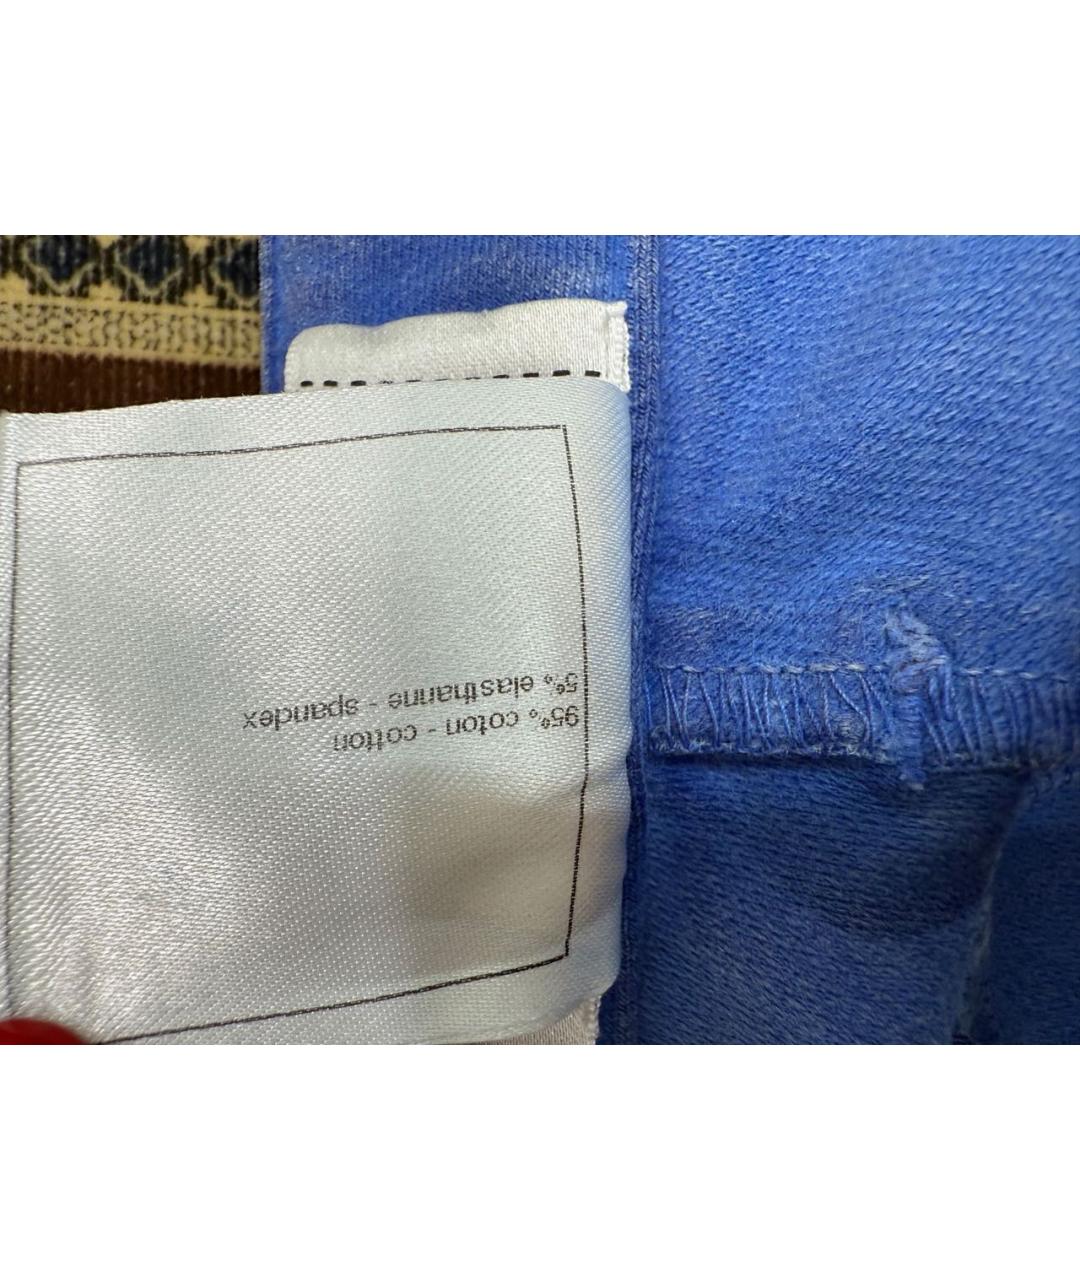 95% coton - cotton
5% elasthanne - spandex